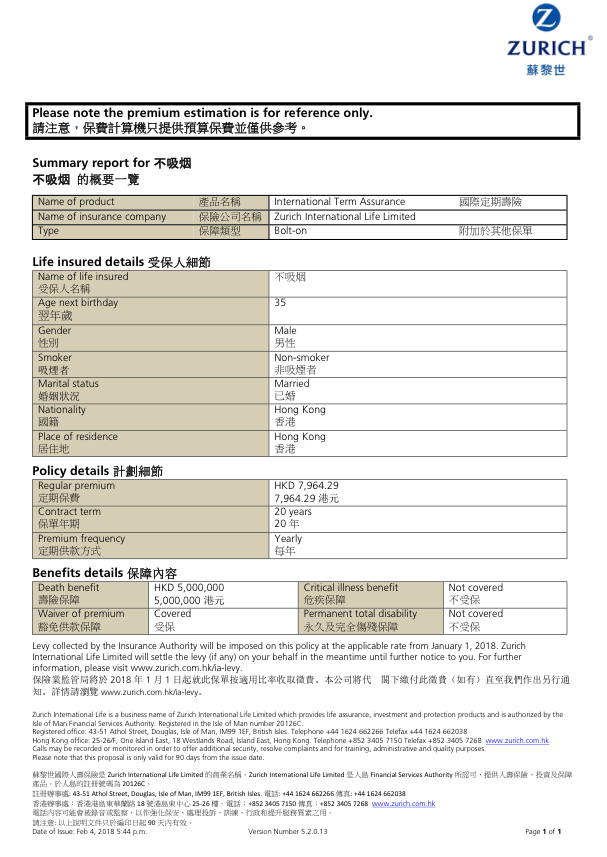 ZURICH®
蘇黎世
Please note the premium estimation is for reference only.
請注意，保費計算機只提供預算保費並僅供參考。
Summary report for 不吸烟
不吸烟 的概要一覽
Name of product 產品名稱 International Term Assurance 國際定期壽險
Name of insurance company 保險公司名稱 Zurich International Life Limited
Type 保障類型 Bolt-on 附加於其他保單
Life insured details 受保人細節
Name of life insured 不吸烟
受保人名稱
Age next birthday 35
翌年歲
Gender Male
性別 男性
Smoker Non-smoker
吸煙者 非吸煙者
Marital status Married
婚姻狀況 已婚
Nationality Hong Kong
國籍 香港
Place of residence Hong Kong
居住地 香港
Policy details 計劃細節
Regular premium HKD 7,964.29
定期保費 7,964.29 港元
Contract term 20 years
保單年期 20 年
Premium frequency Yearly
定期供款方式 每年
Benefits details 保障內容
Death benefit HKD 5,000,000 Critical illness benefit Not covered
壽險保障 5,000,000 港元 危疾保障 不受保
Waiver of premium Covered Permanent total disability Not covered
豁免供款保障 受保 永久及完全傷殘保障 不受保
Levy collected by the Insurance Authority will be imposed on this policy at the applicable rate from January 1, 2018. Zurich
International Life Limited will settle the levy (if any) on your behalf in the meantime until further notice to you. For further
information, please visit www.zurich.com.hk/ia-levy.
保險業監管局將於 2018 年 1 月 1 日起就此保單按適用比率收取徵費。本公司將代 閣下繳付此徵費（如有）直至我們作出另行通
知。詳情請瀏覽 www.zurich.com.hk/ia-levy。
Zurich International Life is a business name of Zurich International Life Limited which provides life assurance, investment and protection products and is authorized by the
Isle of Man Financial Services Authority. Registered in the Isle of Man number 20126C.
Registered office: 43-51 Athol Street, Douglas, Isle of Man, IM99 1EF, British Isles. Telephone +44 1624 662266 Telefax +44 1624 662038
Hong Kong office: 25-26/F, One Island East, 18 Westlands Road, Island East, Hong Kong. Telephone +852 3405 7150 Telefax +852 3405 7268 www.zurich.com.hk
Calls may be recorded or monitored in order to offer additional security, resolve complaints and for training, administrative and quality purposes.
Please note that this proposal is only valid for 90 days from the issue date.
蘇黎世國際人壽保險是 Zurich International Life Limited 的商業名稱。Zurich International Life Limited 是人島 Financial Services Authority 所認可，提供人壽保險、投資及保障
產品。於人島的註冊號碼為 20126C。
註冊辦事處: 43-51 Athol Street, Douglas, Isle of Man, IM99 1EF, British Isles. 電話: +44 1624 662266 傳真: +44 1624 662038
香港辦事處：香港港島東華蘭路 18 號港島東中心 25-26 樓。電話：+852 3405 7150 傳真：+852 3405 7268 www.zurich.com.hk
電話內容可能會被錄音或監察，以作強化保安、處理投訴、訓練、行政和提升服務質素之用。
請注意: 以上說明文件只於編印日起 90 天內有效。
Date of Issue: Feb 4, 2018 5:44 p.m. Version Number 5.2.0.13 Page 1 of 1